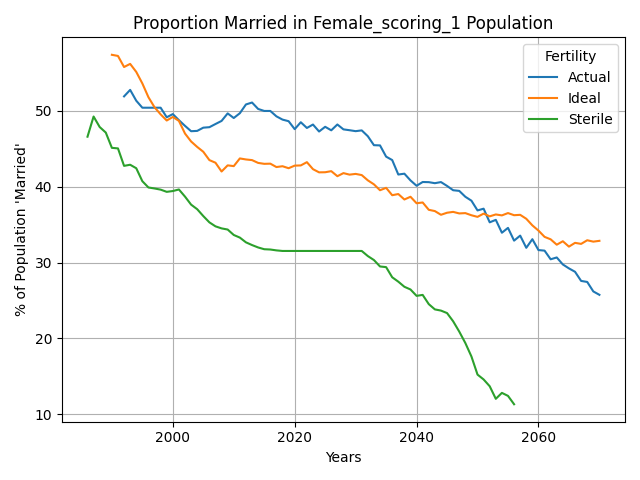 Proportion Married in Female_scoring_1 Population
Fertility
Actual
Ideal
Sterile
% of Population 'Married'
50
40
30
20
10
2000
2020
2040
2060
Years